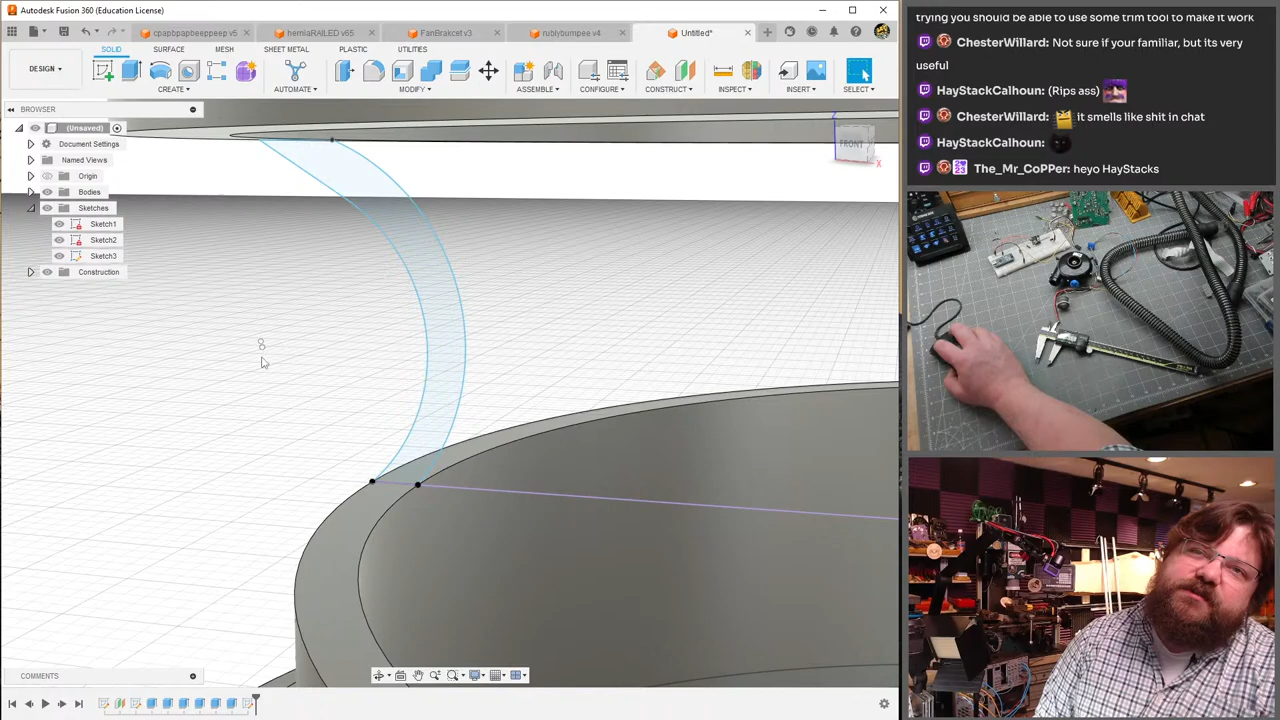 Autodesk Fusion 360 (Education License)
cpapbpapbeeppeep v5
hemiaRAILED v65
FanBrakcet v3
rublybumpee v4
Untitled*
SOLID
SURFACE
MESH
SHEET METAL
PLASTIC
UTILITIES
DESIGN
CREATE
AUTOMATE
MODIFY
ASSEMBLE
CONFIGURE
CONSTRUCT
INSPECT
INSERT
SELECT
BROWSER
(Unsaved)
Document Settings
Named Views
Origin
Bodies
Sketches
Sketch1
Sketch2
Sketch3
Construction
Z
FRONT
X
COMMENTS
trying you should be able to use some trim tool to make it work
ChesterWillard: Not sure if your familiar, but its very
useful
HayStackCalhoun: (Rips ass)
ChesterWillard: it smells like shit in chat
HayStackCalhoun:
The_Mr_CoPPer: heyo HayStacks